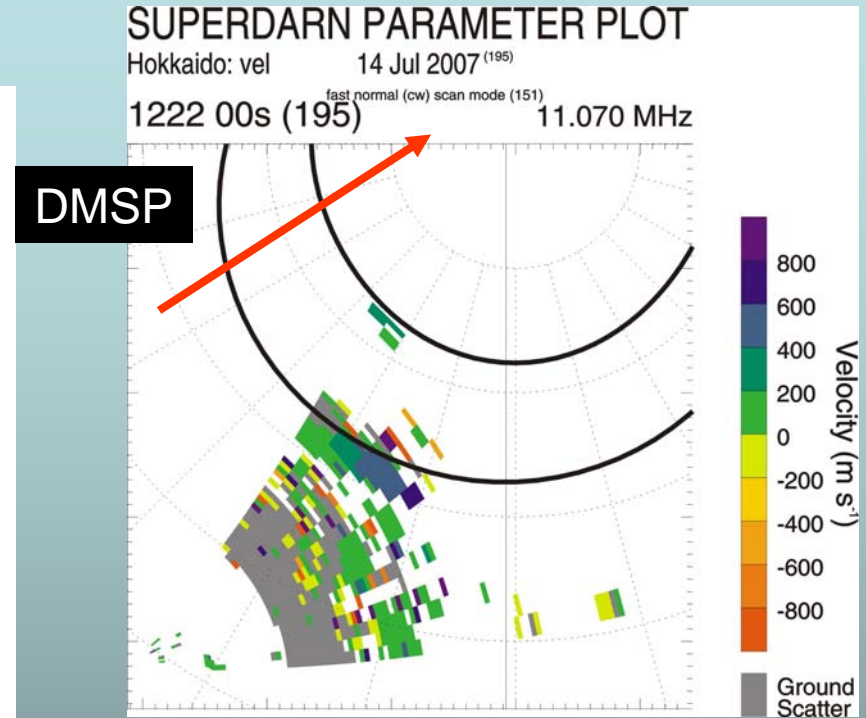 SUPERDARN PARAMETER PLOT
Hokkaido: vel 14 Jul 2007 (195)
fast normal (cw) scan mode (151)
1222 00s (195) 11.070 MHz
DMSP
800
600
400
200
0
-200
-400
-600
-800
Velocity (m s-1)
Ground
Scatter